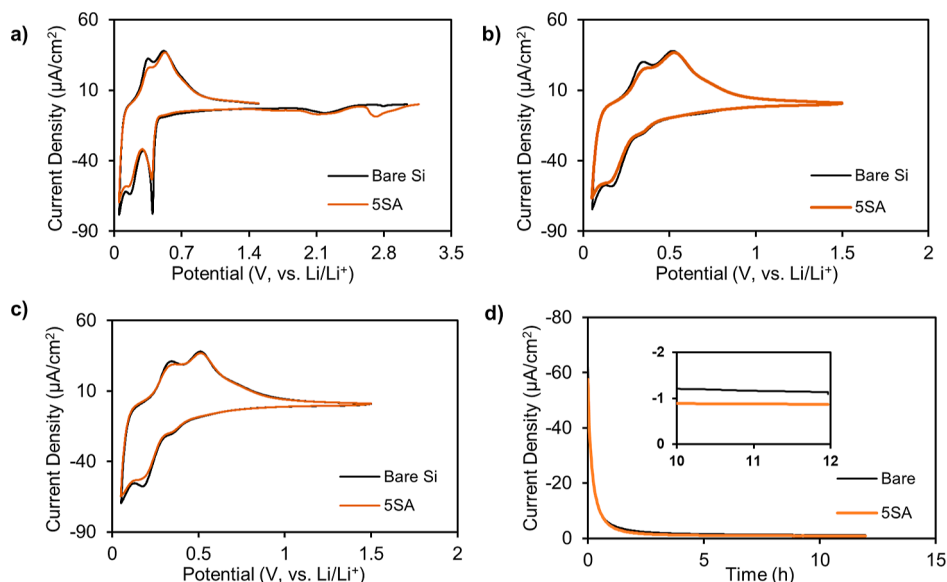 a)
60
10
-40
-90
Current Density (µA/cm²)
0 0.7 1.4 2.1 2.8 3.5
Potential (V, vs. Li/Li⁺)
Bare Si
5SA
b)
60
10
-40
-90
Current Density (µA/cm²)
0 0.5 1 1.5 2
Potential (V, vs. Li/Li⁺)
Bare Si
5SA
c)
60
10
-40
-90
Current Density (µA/cm²)
0 0.5 1 1.5 2
Potential (V, vs. Li/Li⁺)
Bare Si
5SA
d)
-80
-60
-40
-20
0
Current Density (µA/cm²)
0 5 10 15
Time (h)
-2
-1
0
10 11 12
Bare
5SA